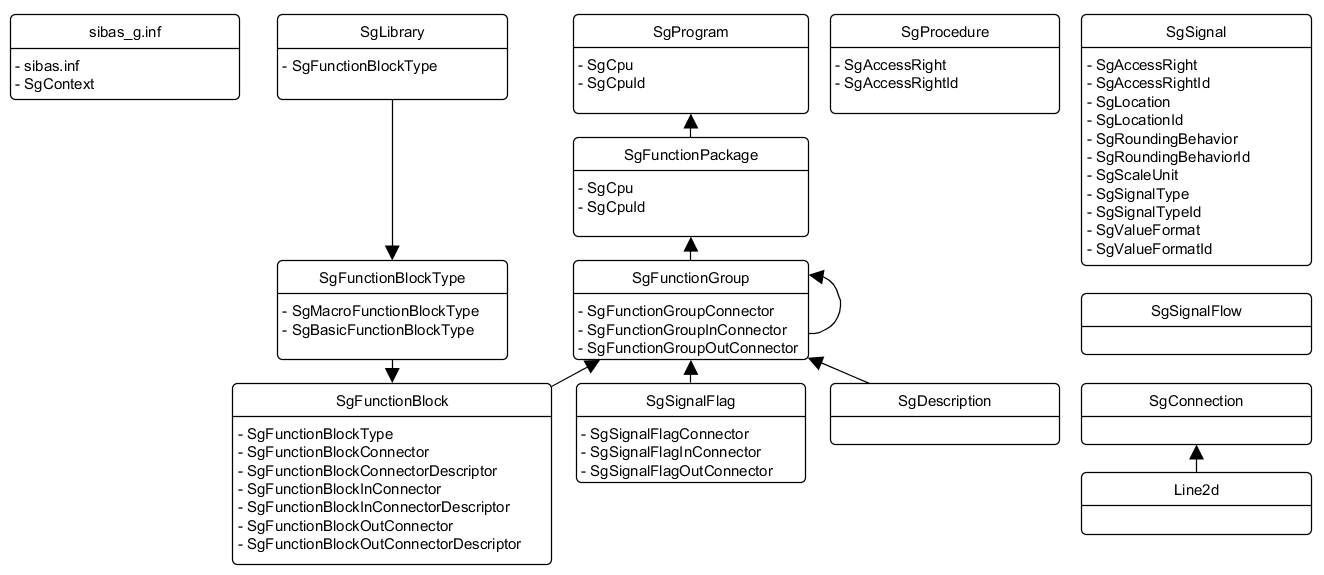 sibas_g.inf
- sibas.inf
- SgContext
SgLibrary
- SgFunctionBlockType
SgProgram
- SgCpu
- SgCpuId
SgProcedure
- SgAccessRight
- SgAccessRightId
SgSignal
- SgAccessRight
- SgAccessRightId
- SgLocation
- SgLocationId
- SgRoundingBehavior
- SgRoundingBehaviorId
- SgScaleUnit
- SgSignalType
- SgSignalTypeId
- SgValueFormat
- SgValueFormatId
SgFunctionPackage
- SgCpu
- SgCpuId
SgFunctionBlockType
- SgMacroFunctionBlockType
- SgBasicFunctionBlockType
SgFunctionGroup
- SgFunctionGroupConnector
- SgFunctionGroupInConnector
- SgFunctionGroupOutConnector
SgSignalFlow
SgFunctionBlock
- SgFunctionBlockType
- SgFunctionBlockConnector
- SgFunctionBlockConnectorDescriptor
- SgFunctionBlockInConnector
- SgFunctionBlockInConnectorDescriptor
- SgFunctionBlockOutConnector
- SgFunctionBlockOutConnectorDescriptor
SgSignalFlag
- SgSignalFlagConnector
- SgSignalFlagInConnector
- SgSignalFlagOutConnector
SgDescription
SgConnection
Line2d